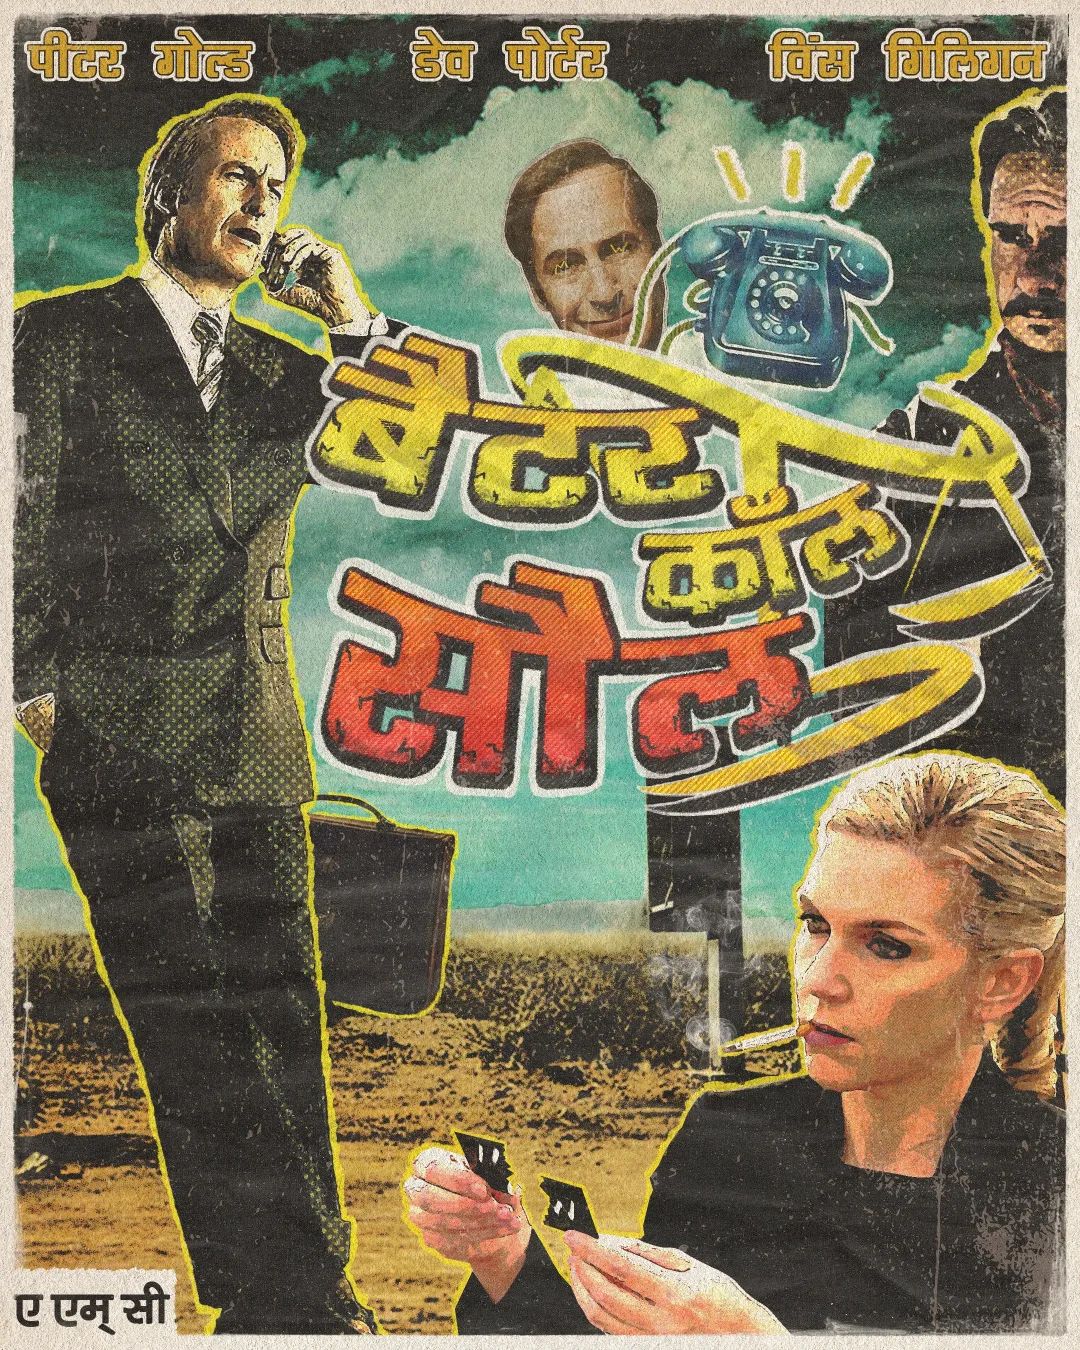 पीटर गोल्ड डेव पोर्टर विंस गिलिगन
बैटर
कॉल
सौल
ए एम् सी